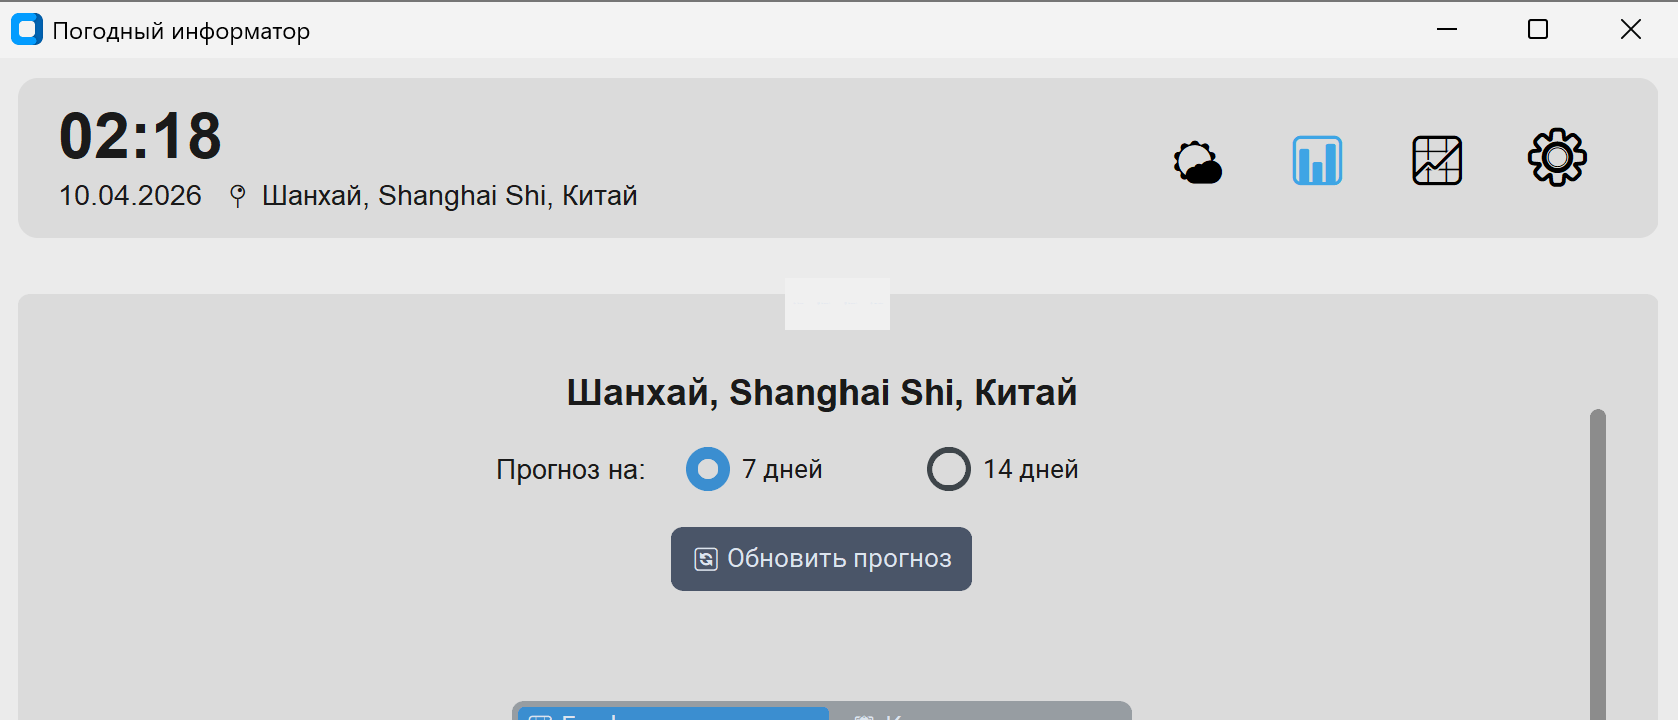 Погодный информатор
02:18
10.04.2026 Шанхай, Shanghai Shi, Китай
Шанхай, Shanghai Shi, Китай
Прогноз на: 7 дней 14 дней
Обновить прогноз